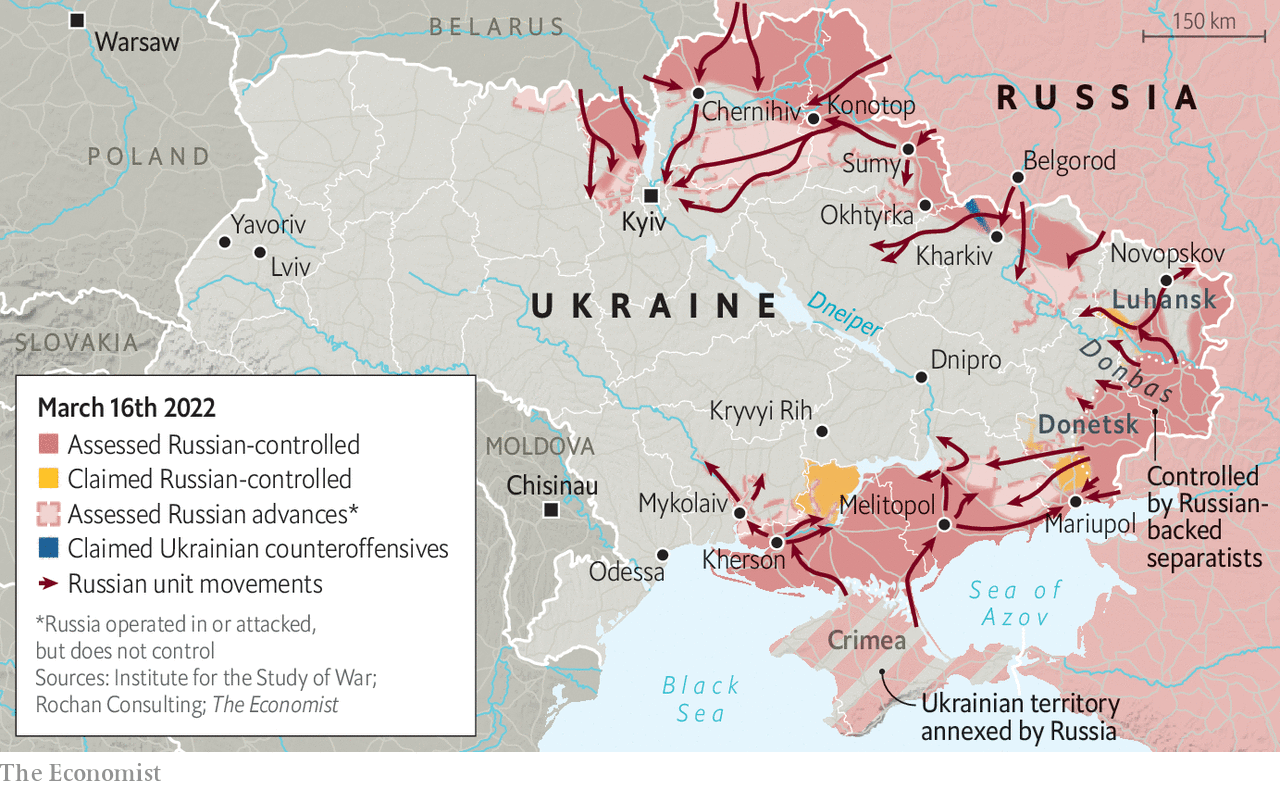 BELARUS
150 km
Warsaw
RUSSIA
Chernihiv
Konotop
POLAND
Sumy
Belgorod
Yavoriv
Kyiv
Okhtyrka
Lviv
Kharkiv
Novopskov
UKRAINE
Dneiper
Luhansk
SLOVAKIA
Donbas
Dnipro
March 16th 2022
Assessed Russian-controlled
Claimed Russian-controlled
Assessed Russian advances*
Claimed Ukrainian counteroffensives
Russian unit movements
*Russia operated in or attacked,
but does not control
Sources: Institute for the Study of War;
Rochan Consulting; The Economist
Kryvyi Rih
Donetsk
MOLDOVA
Chisinau
Mykolaiv
Melitopol
Mariupol
Controlled
by Russian-
backed
separatists
Odessa
Kherson
Sea of
Azov
Crimea
Black
Sea
Ukrainian territory
annexed by Russia
The Economist